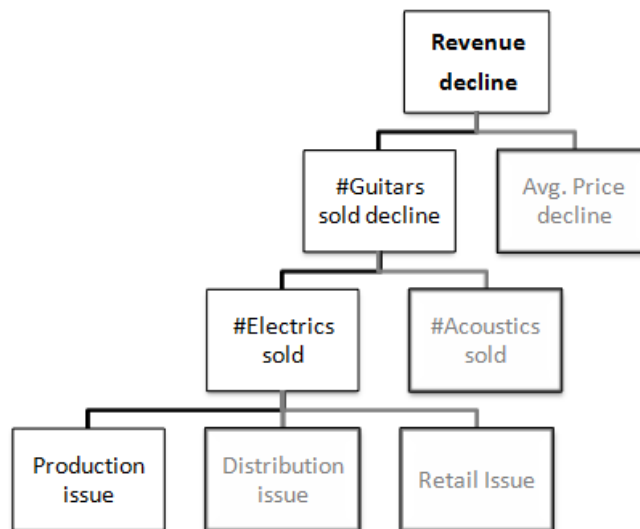 Revenue
decline
#Guitars
sold decline
Avg. Price
decline
#Electrics
sold
#Acoustics
sold
Production
issue
Distribution
issue
Retail Issue